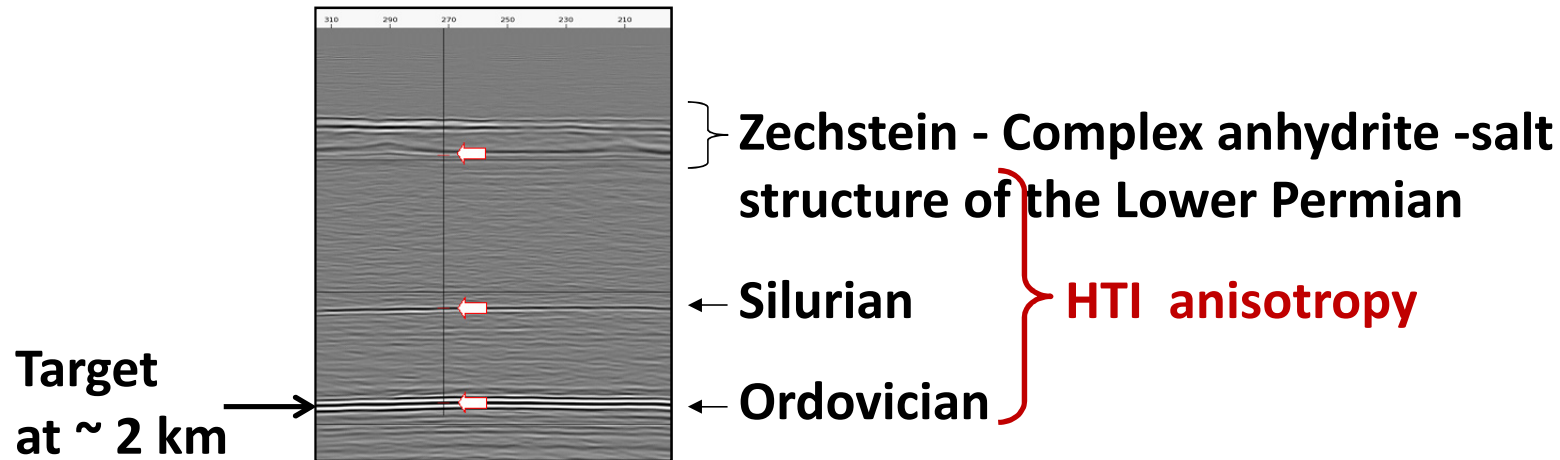 310 290 270 250 230 210
Zechstein - Complex anhydrite -salt
structure of the Lower Permian
Silurian
HTI anisotropy
Target
at ~ 2 km
Ordovician